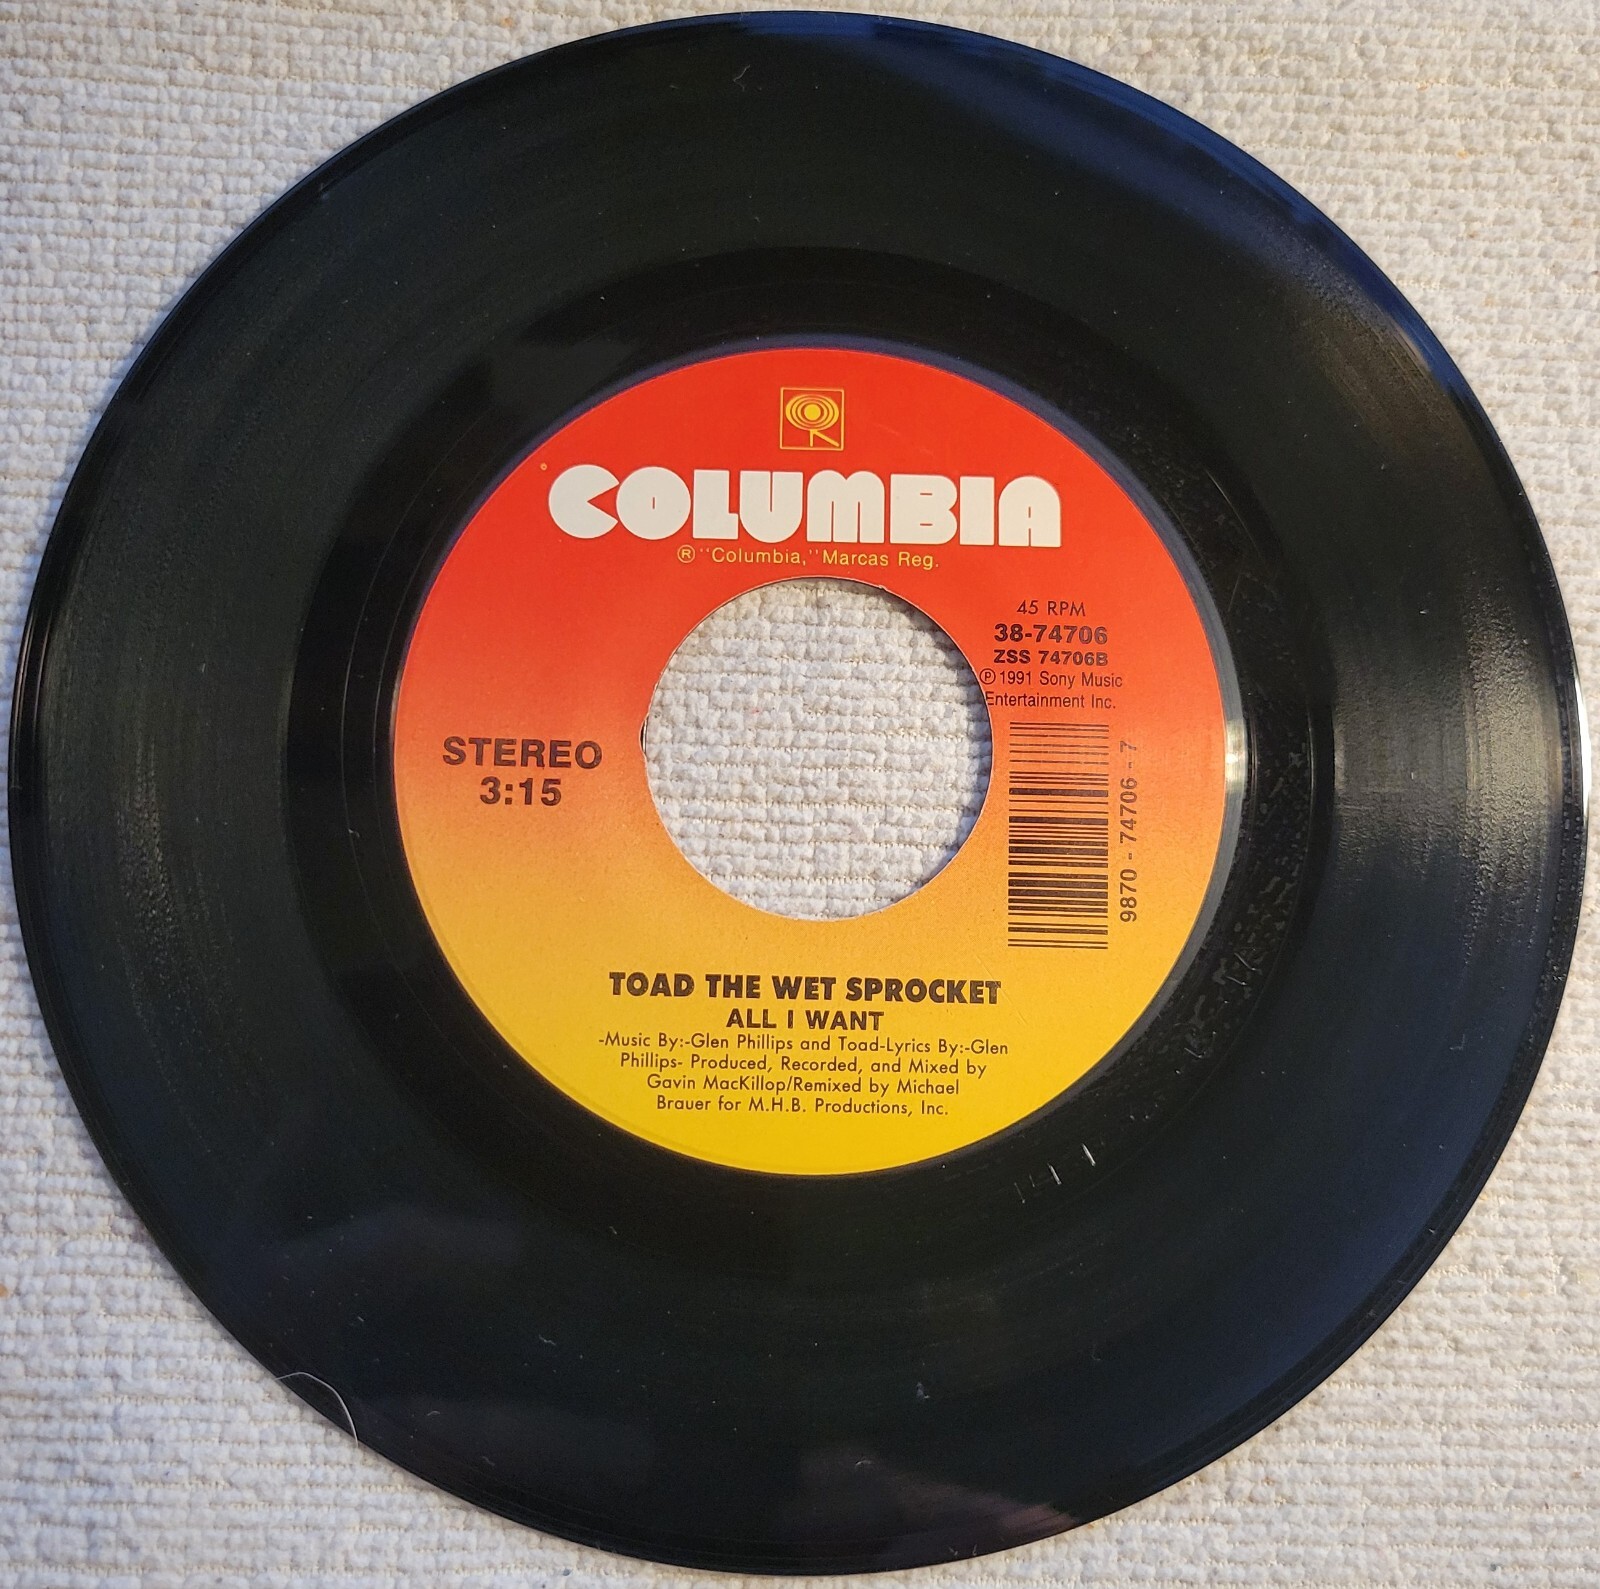 COLUMBIA
® "Columbia," Marcas Reg.
45 RPM
38-74706
ZSS 74706B
℗ 1991 Sony Music
Entertainment Inc.
STEREO
3:15
9870 - 74706 - 7
TOAD THE WET SPROCKET
ALL I WANT
-Music By:-Glen Phillips and Toad-Lyrics By:-Glen
Phillips- Produced, Recorded, and Mixed by
Gavin MacKillop/Remixed by Michael
Brauer for M.H.B. Productions, Inc.